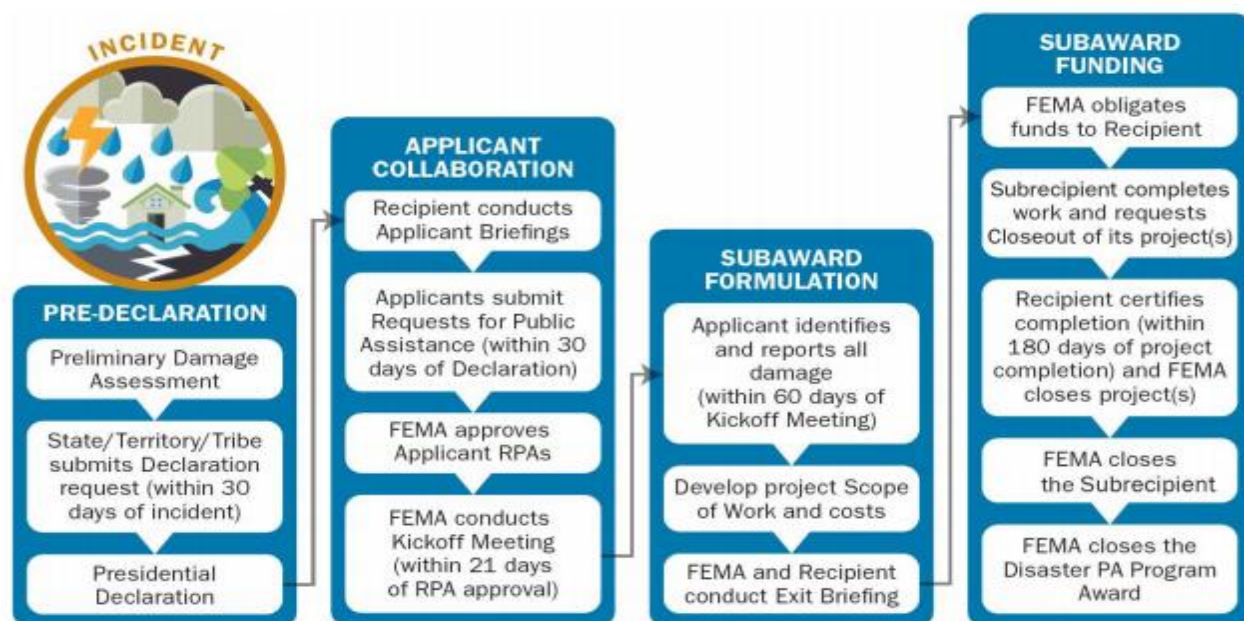 INCIDENT
PRE-DECLARATION
Preliminary Damage
Assessment
State/Territory/Tribe
submits Declaration
request (within 30
days of incident)
Presidential
Declaration
APPLICANT
COLLABORATION
Recipient conducts
Applicant Briefings
Applicants submit
Requests for Public
Assistance (within 30
days of Declaration)
FEMA approves
Applicant RPAs
FEMA conducts
Kickoff Meeting
(within 21 days
of RPA approval)
SUBAWARD
FORMULATION
Applicant identifies
and reports all
damage
(within 60 days of
Kickoff Meeting)
Develop project Scope
of Work and costs
FEMA and Recipient
conduct Exit Briefing
SUBAWARD
FUNDING
FEMA obligates
funds to Recipient
Subrecipient completes
work and requests
Closeout of its project(s)
Recipient certifies
completion (within
180 days of project
completion) and FEMA
closes project(s)
FEMA closes
the Subrecipient
FEMA closes the
Disaster PA Program
Award